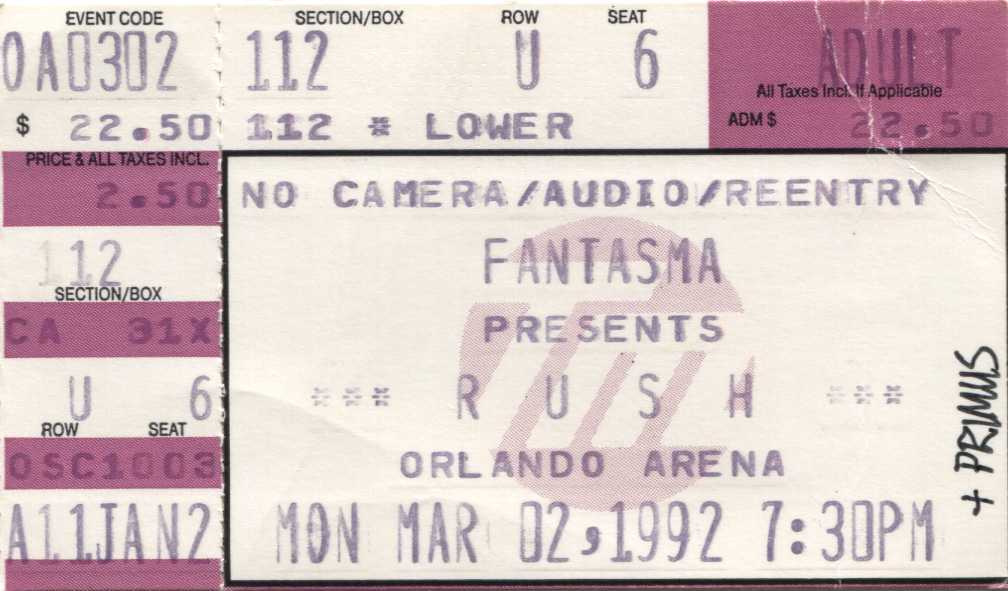 EVENT CODE
0A0302
$ 22.50
PRICE & ALL TAXES INCL.
2.50
112
SECTION/BOX
CA 31X
U 6
ROW SEAT
OSC1003
A11JAN2
SECTION/BOX ROW SEAT
112 U 6
112 * LOWER
ADULT
All Taxes Incl. If Applicable
ADM $ 22.50
NO CAMERA/AUDIO/REENTRY
FANTASMA
PRESENTS
*** R U S H ***
ORLANDO ARENA
MON MAR 02,1992 7:30PM
+ PRIMUS